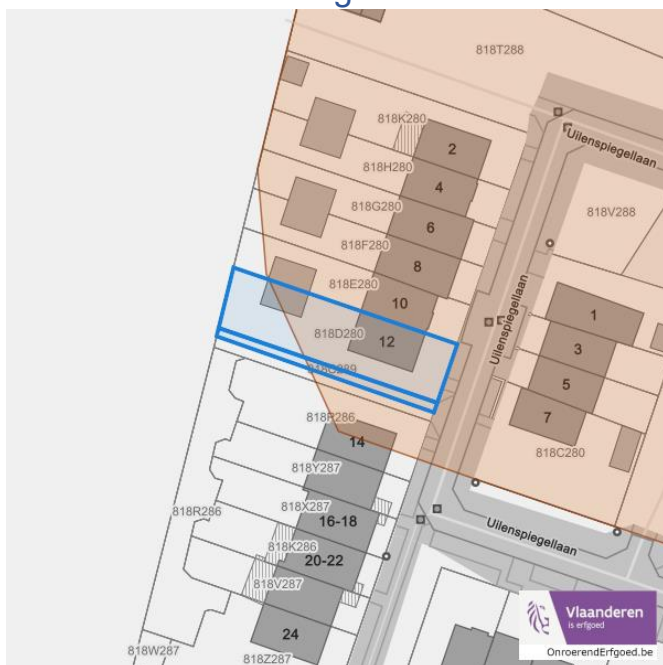 818T288
Uilenspiegellaan
818K280
2
818H280
4
818G280
6
818V288
818F280
8
818E280
10
Uilenspiegellaan
1
818D280
12
3
5
7
818P286
14
818C280
818Y287
818R286
818X287
16-18
Uilenspiegellaan
818K286
20-22
818V287
24
818W287
818Z287
Vlaanderen
is erfgoed
OnroerendErfgoed.be